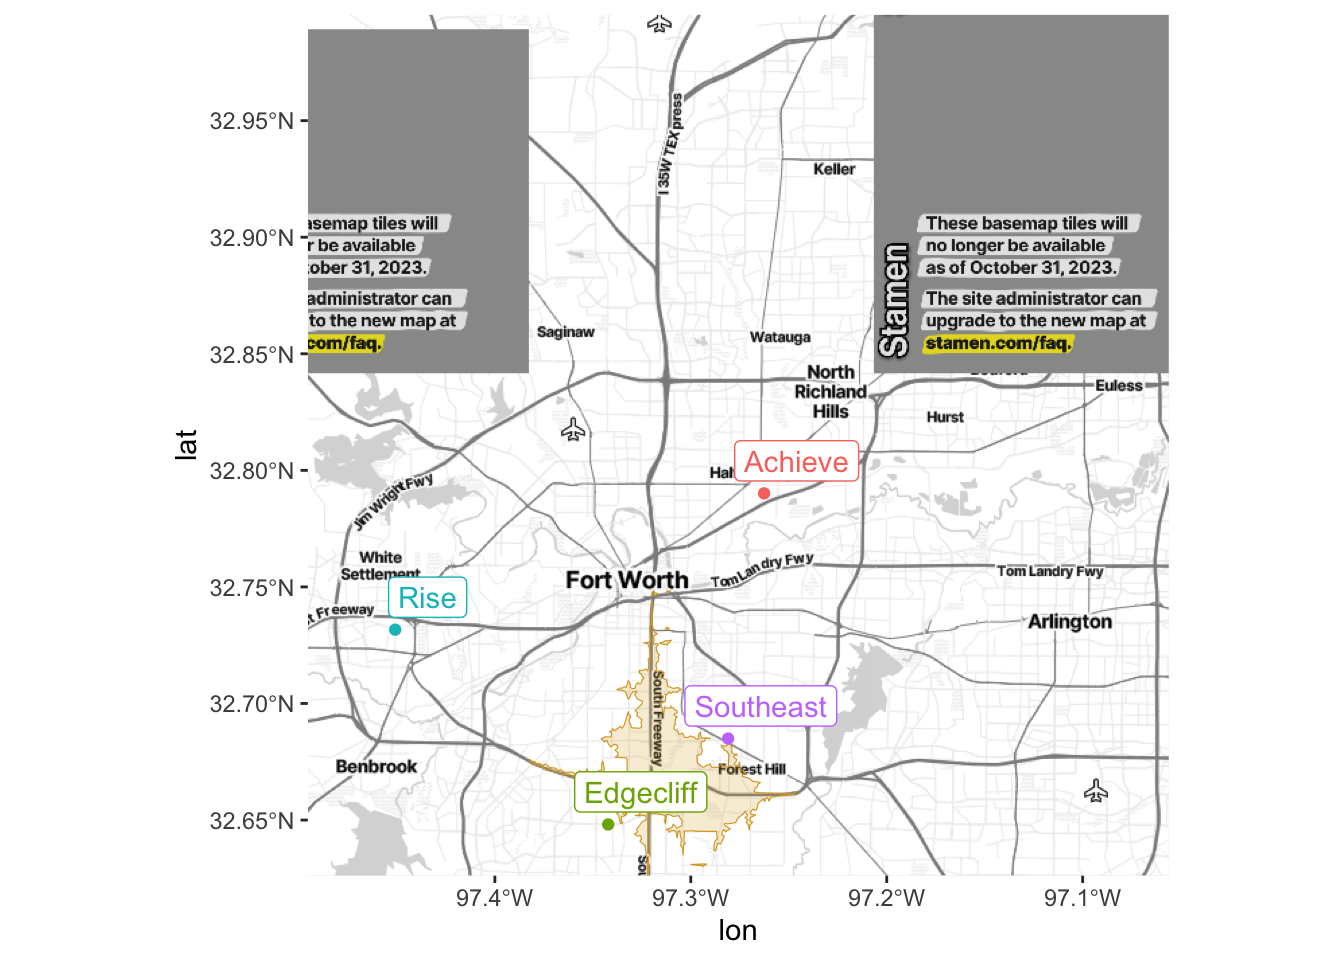 32.95°N
32.90°N
32.85°N
32.80°N
32.75°N
32.70°N
32.65°N
lat
I 35W TEXpress
Keller
basemap tiles will
be available
October 31, 2023.
administrator can
to the new map at
com/faq.
Stamen
These basemap tiles will
no longer be available
as of October 31, 2023.
The site administrator can
upgrade to the new map at
stamen.com/faq.
Saginaw
Watauga
North
Richland
Hills
Euless
Hurst
Achieve
Jim Wright Fwy
White
Settlement
Fort Worth
Tom Landry Fwy
Tom Landry Fwy
Rise
Freeway
Arlington
South Freeway
Southeast
Benbrook
Forest Hill
Edgecliff
97.4°W
97.3°W
97.2°W
97.1°W
lon